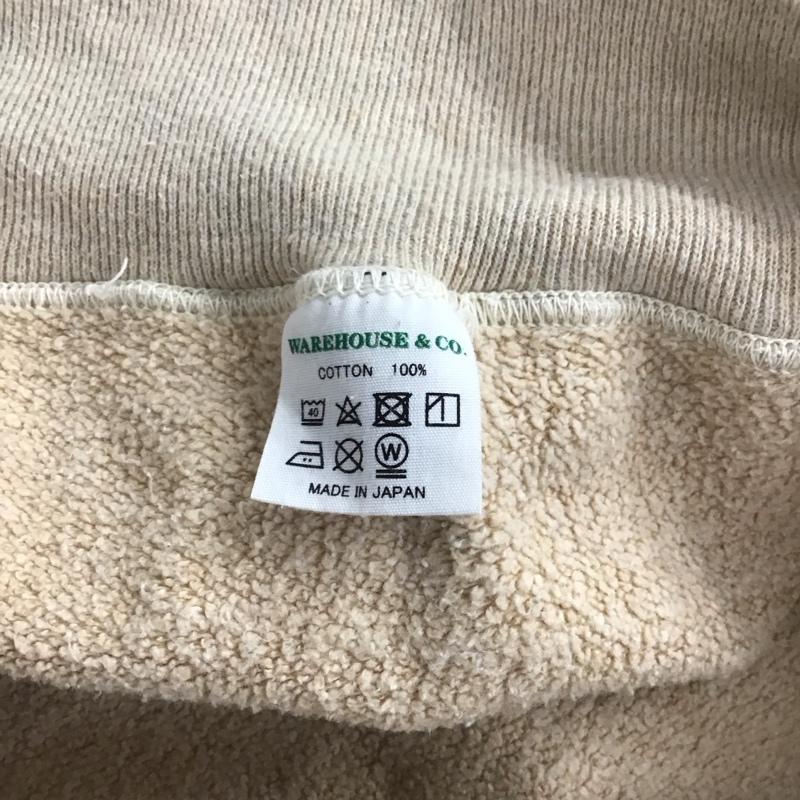 WAREHOUSE & CO.
COTTON 100%
40
W
MADE IN JAPAN